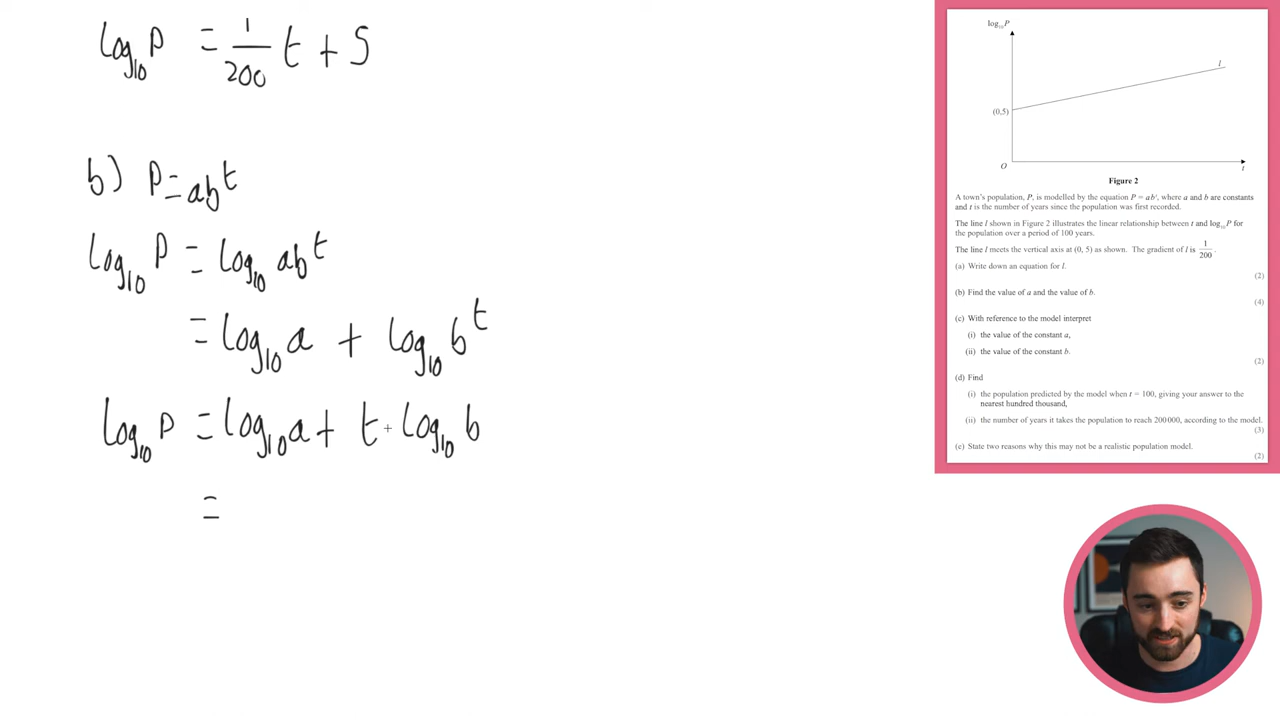 log₁₀ P = 1/200 t + 5
b) P = abᵗ
log₁₀ P = log₁₀ abᵗ
= log₁₀ a + log₁₀ bᵗ
log₁₀ P = log₁₀ a + t log₁₀ b
=
log₁₀ P
l
(0,5)
O
t
Figure 2
A town's population, P, is modelled by the equation P = abᵗ, where a and b are constants
and t is the number of years since the population was first recorded.
The line l shown in Figure 2 illustrates the linear relationship between t and log₁₀ P for
the population over a period of 100 years.
The line l meets the vertical axis at (0, 5) as shown. The gradient of l is 1/200.
(a) Write down an equation for l.
(2)
(b) Find the value of a and the value of b.
(4)
(c) With reference to the model interpret
(i) the value of the constant a,
(ii) the value of the constant b.
(2)
(d) Find
(i) the population predicted by the model when t = 100, giving your answer to the
nearest hundred thousand,
(ii) the number of years it takes the population to reach 200 000, according to the model.
(3)
(e) State two reasons why this may not be a realistic population model.
(2)